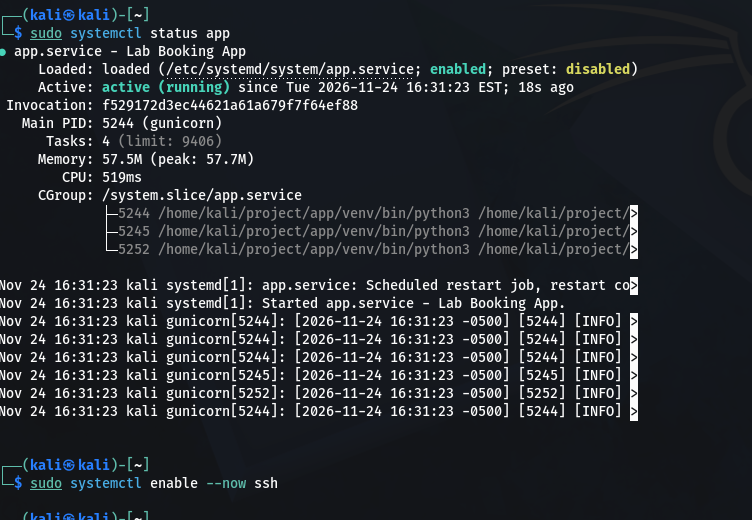 ┌──(kali㉿kali)-[~]
└─$ sudo systemctl status app
● app.service - Lab Booking App
Loaded: loaded (/etc/systemd/system/app.service; enabled; preset: disabled)
Active: active (running) since Tue 2026-11-24 16:31:23 EST; 18s ago
Invocation: f529172d3ec44621a61a679f7f64ef88
Main PID: 5244 (gunicorn)
Tasks: 4 (limit: 9406)
Memory: 57.5M (peak: 57.7M)
CPU: 519ms
CGroup: /system.slice/app.service
├─5244 /home/kali/project/app/venv/bin/python3 /home/kali/project/>
├─5245 /home/kali/project/app/venv/bin/python3 /home/kali/project/>
└─5252 /home/kali/project/app/venv/bin/python3 /home/kali/project/>
Nov 24 16:31:23 kali systemd[1]: app.service: Scheduled restart job, restart co>
Nov 24 16:31:23 kali systemd[1]: Started app.service - Lab Booking App.
Nov 24 16:31:23 kali gunicorn[5244]: [2026-11-24 16:31:23 -0500] [5244] [INFO] >
Nov 24 16:31:23 kali gunicorn[5244]: [2026-11-24 16:31:23 -0500] [5244] [INFO] >
Nov 24 16:31:23 kali gunicorn[5244]: [2026-11-24 16:31:23 -0500] [5244] [INFO] >
Nov 24 16:31:23 kali gunicorn[5245]: [2026-11-24 16:31:23 -0500] [5245] [INFO] >
Nov 24 16:31:23 kali gunicorn[5252]: [2026-11-24 16:31:23 -0500] [5252] [INFO] >
Nov 24 16:31:23 kali gunicorn[5244]: [2026-11-24 16:31:23 -0500] [5244] [INFO] >
┌──(kali㉿kali)-[~]
└─$ sudo systemctl enable --now ssh
┌──(kali㉿kali)-[~]